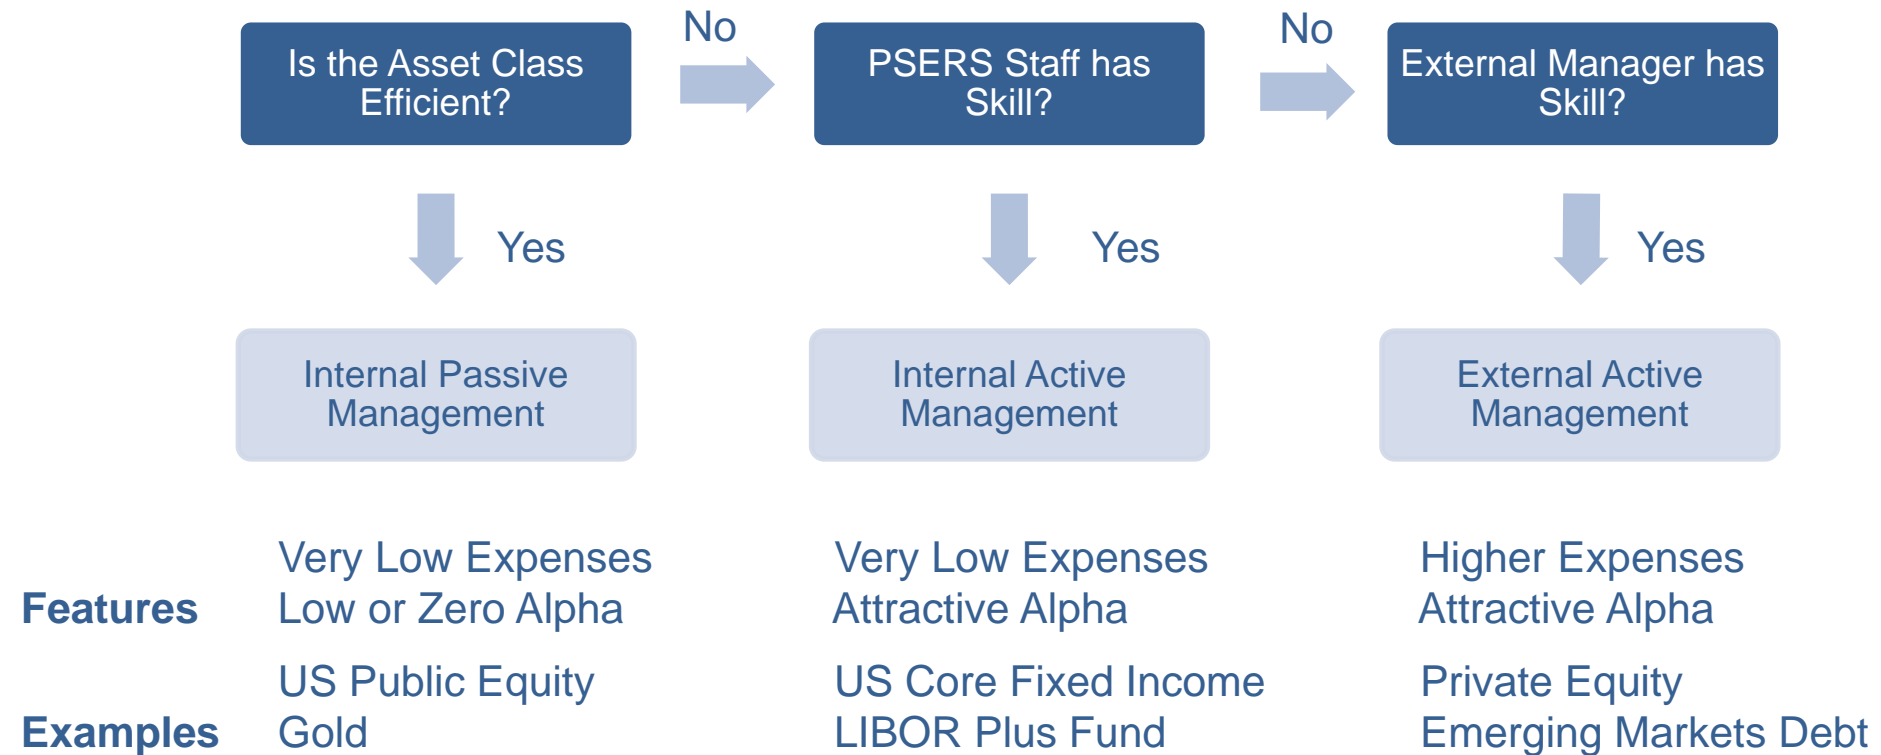 No
No
Is the Asset Class
Efficient?
PSERS Staff has
Skill?
External Manager has
Skill?
Yes
Yes
Yes
Internal Passive
Management
Internal Active
Management
External Active
Management
Very Low Expenses
Very Low Expenses
Higher Expenses
Features
Low or Zero Alpha
Attractive Alpha
Attractive Alpha
US Public Equity
US Core Fixed Income
Private Equity
Examples
Gold
LIBOR Plus Fund
Emerging Markets Debt